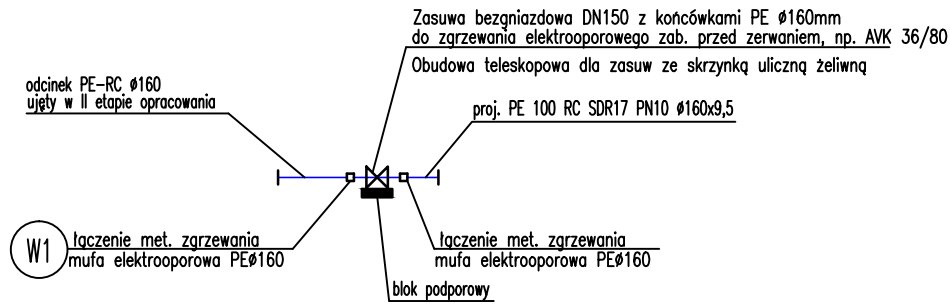 Zasuwa bezgniazdowa DN150 z końcówkami PE ø160mm
do zgrzewania elektrooporowego zab. przed zerwaniem, np. AVK 36/80
Obudowa teleskopowa dla zasuw ze skrzynką uliczną żeliwną
odcinek PE-RC ø160
ujęty w II etapie opracowania
proj. PE 100 RC SDR17 PN10 ø160x9,5
W1
łączenie met. zgrzewania
mufa elektrooporowa PEø160
łączenie met. zgrzewania
mufa elektrooporowa PEø160
blok podporowy